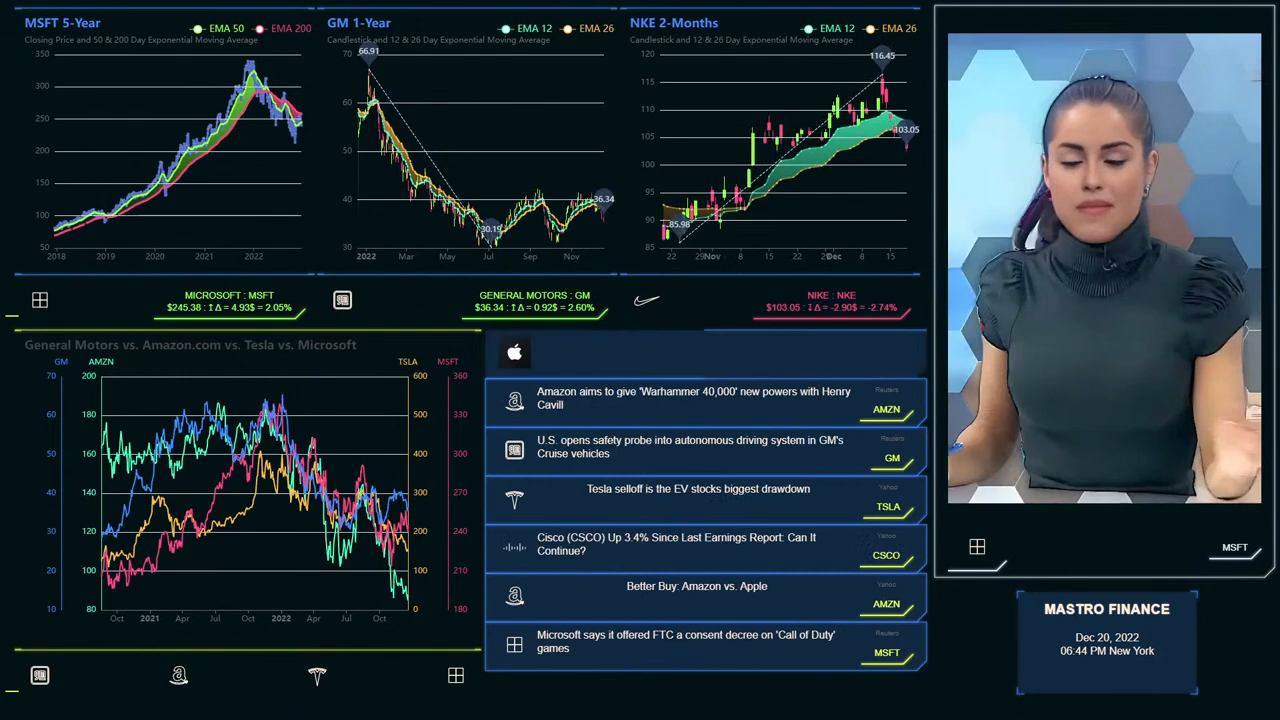 MSFT 5-Year
EMA 50
EMA 200
Closing Price and 50 & 200 Day Exponential Moving Average
350
300
250
200
150
100
50
2018
2019
2020
2021
2022
GM 1-Year
EMA 12
EMA 26
Candlestick and 12 & 26 Day Exponential Moving Average
70
60
50
40
30
66.91
30.19
36.34
2022
Mar
May
Jul
Sep
Nov
NKE 2-Months
EMA 12
EMA 26
Candlestick and 12 & 26 Day Exponential Moving Average
120
115
110
105
100
95
90
85
116.45
103.05
85.98
22
29
Nov
8
15
22
Dec
8
15
MICROSOFT : MSFT
$245.38 : ↥ Δ = 4.93$ = 2.05%
GENERAL MOTORS : GM
$36.34 : ↥ Δ = 0.92$ = 2.60%
NIKE : NKE
$103.05 : ↧ Δ = -2.90$ = -2.74%
General Motors vs. Amazon.com vs. Tesla vs. Microsoft
GM
AMZN
TSLA
MSFT
70
60
50
40
30
20
10
200
180
160
140
120
100
80
600
500
400
300
200
100
0
360
330
300
270
240
210
180
Oct
2021
Apr
Jul
Oct
2022
Apr
Jul
Oct
gm
a
Amazon aims to give 'Warhammer 40,000' new powers with Henry
Cavill
Reuters
AMZN
U.S. opens safety probe into autonomous driving system in GM's
Cruise vehicles
Reuters
GM
Tesla selloff is the EV stocks biggest drawdown
Yahoo
TSLA
Cisco (CSCO) Up 3.4% Since Last Earnings Report: Can It
Continue?
Yahoo
CSCO
Better Buy: Amazon vs. Apple
Yahoo
AMZN
Microsoft says it offered FTC a consent decree on 'Call of Duty'
games
Reuters
MSFT
MSFT
MASTRO FINANCE
Dec 20, 2022
06:44 PM New York